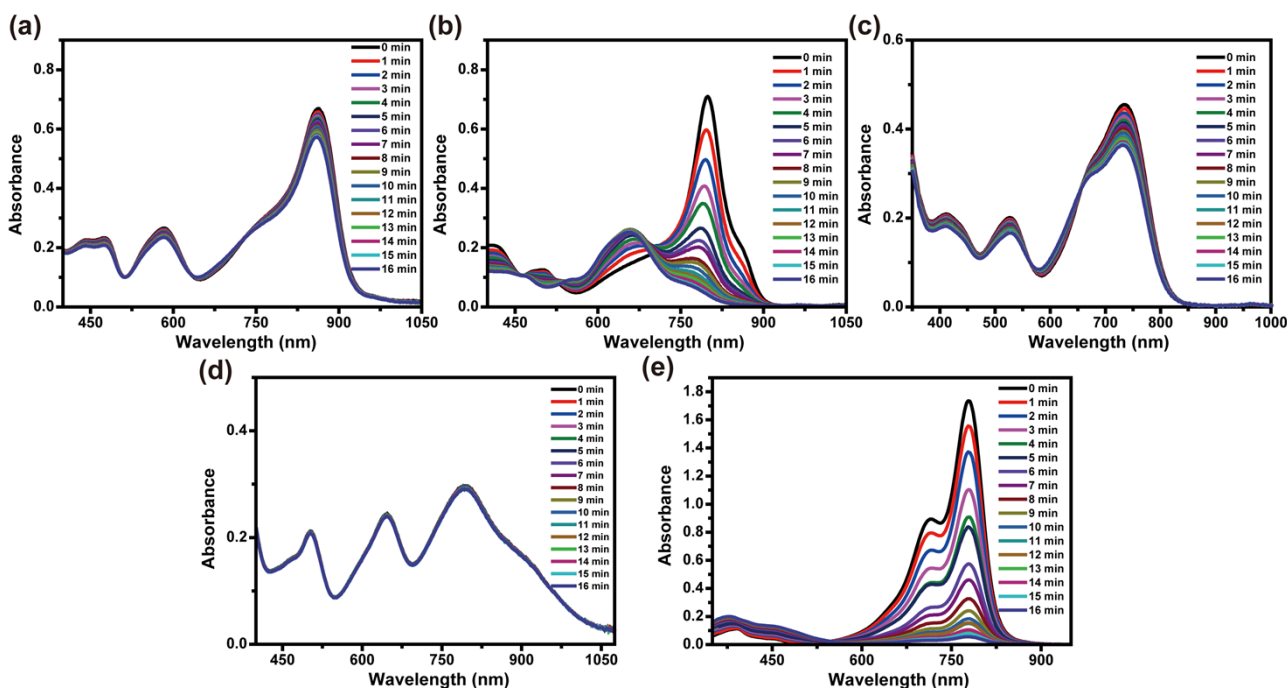 (a)
0.8
0.6
0.4
0.2
0.0
Absorbance
450 600 750 900 1050
Wavelength (nm)
0 min
1 min
2 min
3 min
4 min
5 min
6 min
7 min
8 min
9 min
10 min
11 min
12 min
13 min
14 min
15 min
16 min
(b)
0.8
0.6
0.4
0.2
0.0
Absorbance
450 600 750 900 1050
Wavelength (nm)
0 min
1 min
2 min
3 min
4 min
5 min
6 min
7 min
8 min
9 min
10 min
11 min
12 min
13 min
14 min
15 min
16 min
(c)
0.6
0.4
0.2
0.0
Absorbance
400 500 600 700 800 900 1000
Wavelength (nm)
0 min
1 min
2 min
3 min
4 min
5 min
6 min
7 min
8 min
9 min
10 min
11 min
12 min
13 min
14 min
15 min
16 min
(d)
0.4
0.2
0.0
Absorbance
450 600 750 900 1050
Wavelength (nm)
0 min
1 min
2 min
3 min
4 min
5 min
6 min
7 min
8 min
9 min
10 min
11 min
12 min
13 min
14 min
15 min
16 min
(e)
1.8
1.6
1.4
1.2
1.0
0.8
0.6
0.4
0.2
0.0
Absorbance
450 600 750 900
Wavelength (nm)
0 min
1 min
2 min
3 min
4 min
5 min
6 min
7 min
8 min
9 min
10 min
11 min
12 min
13 min
14 min
15 min
16 min